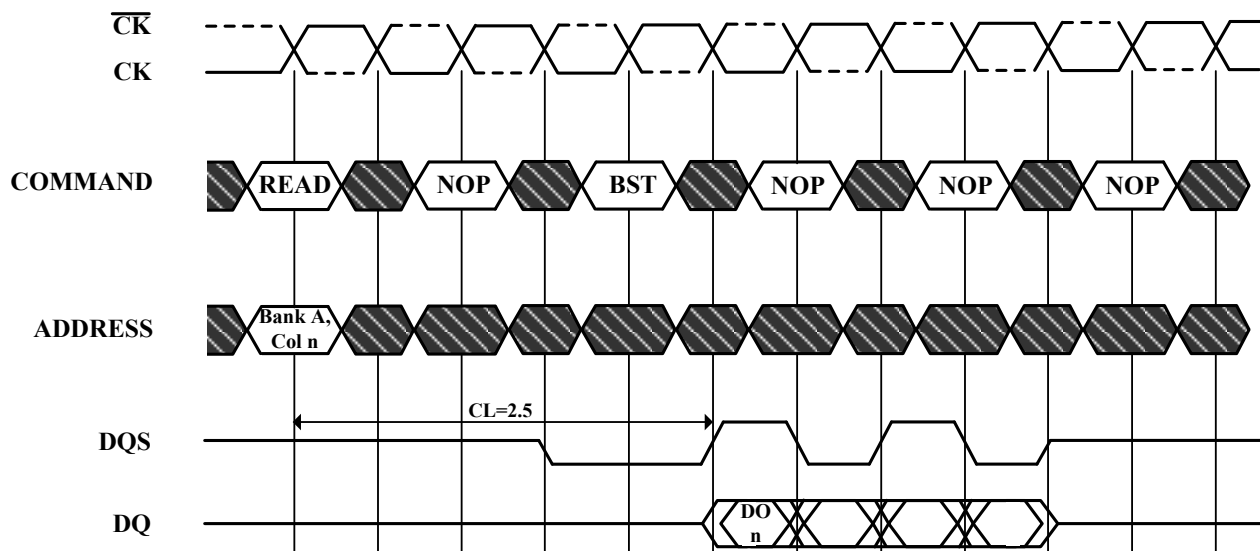 CK
CK
COMMAND
READ
NOP
BST
NOP
NOP
NOP
ADDRESS
Bank A,
Col n
CL=2.5
DQS
DQ
DO
n